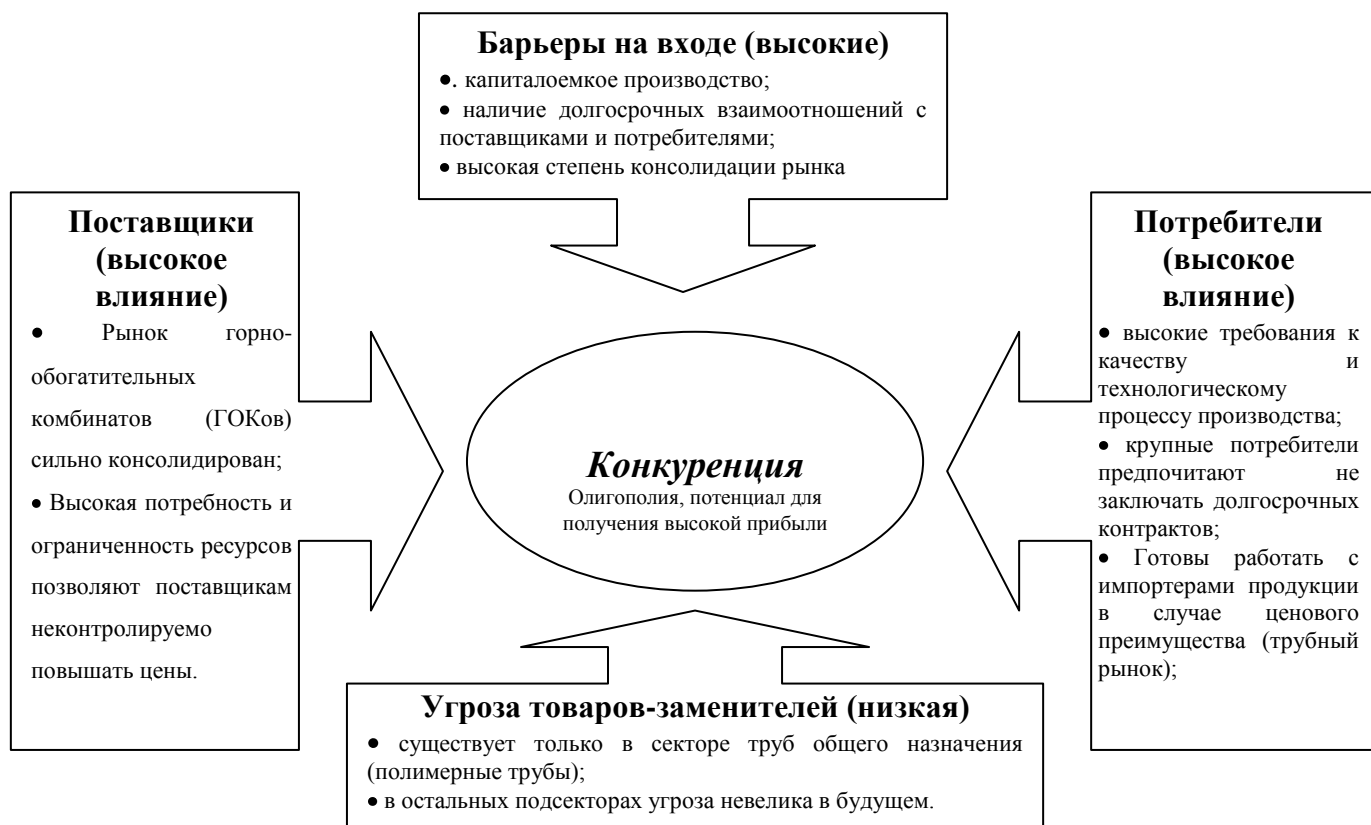 Барьеры на входе (высокие)
•. капиталоемкое производство;
• наличие долгосрочных взаимоотношений с
поставщиками и потребителями;
• высокая степень консолидации рынка
Поставщики
(высокое
влияние)
• Рынок горно-
обогатительных
комбинатов (ГОКов)
сильно консолидирован;
• Высокая потребность и
ограниченность ресурсов
позволяют поставщикам
неконтролируемо
повышать цены.
Конкуренция
Олигополия, потенциал для
получения высокой прибыли
Потребители
(высокое
влияние)
• высокие требования к
качеству и
технологическому
процессу производства;
• крупные потребители
предпочитают не
заключать долгосрочных
контрактов;
• Готовы работать с
импортерами продукции
в случае ценового
преимущества (трубный
рынок);
Угроза товаров-заменителей (низкая)
• существует только в секторе труб общего назначения
(полимерные трубы);
• в остальных подсекторах угроза невелика в будущем.